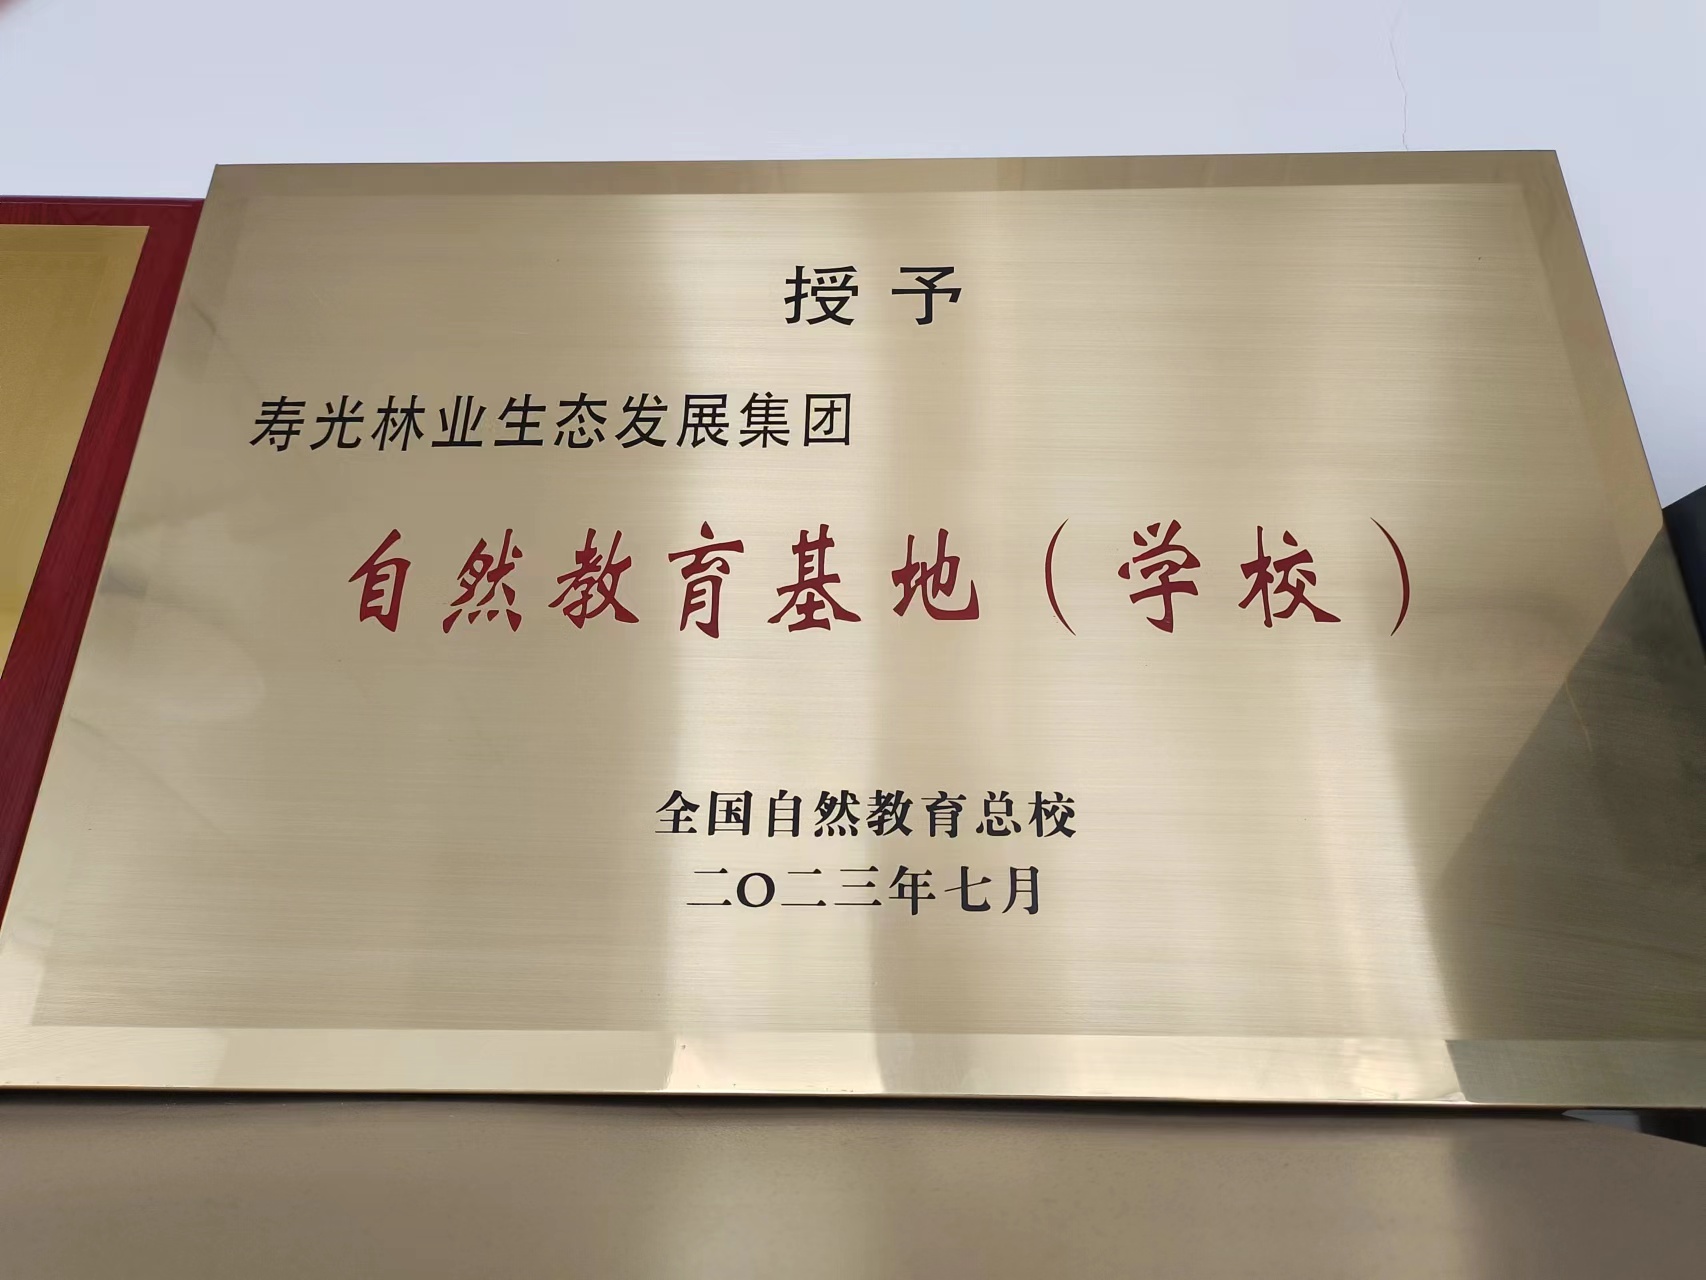 授予
寿光林业生态发展集团
自然教育基地（学校）
全国自然教育总校
二〇二三年七月